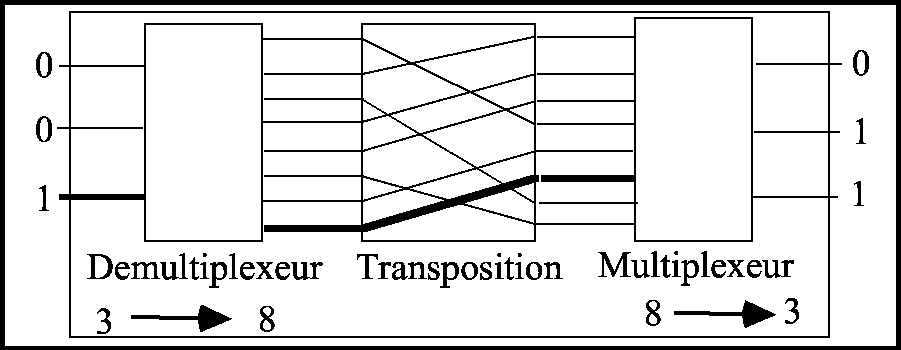 0 0
0 1
1 1
Demultiplexeur Transposition Multiplexeur
3 8 8 3